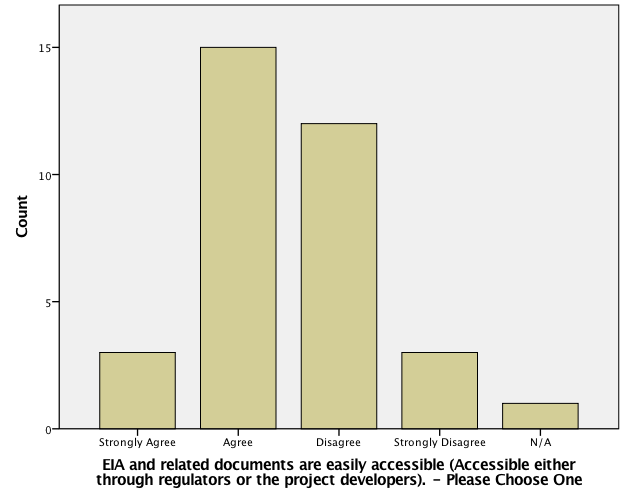 15
10
5
0
Count
Strongly Agree
Agree
Disagree
Strongly Disagree
N/A
EIA and related documents are easily accessible (Accessible either
through regulators or the project developers). - Please Choose One